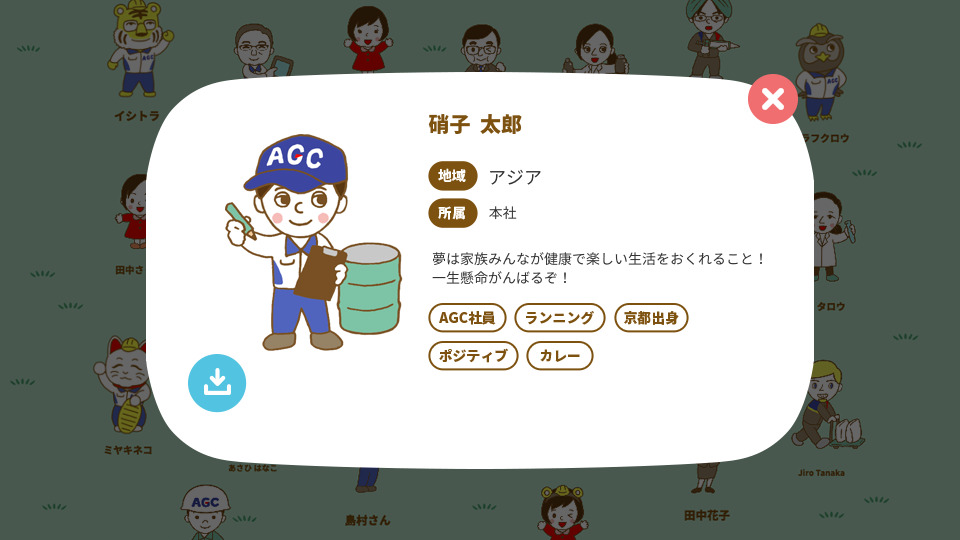 イシトラ
AGC
ラフクロウ
硝子 太郎
AGC
地域 アジア
所属 本社
夢は家族みんなが健康で楽しい生活をおくれること！
一生懸命がんばるぞ！
AGC社員 ランニング 京都出身
ポジティブ カレー
田中さ
タロウ
ミヤキネコ
あさひ はなこ
Jiro Tanaka
AGC
島村さん
田中花子